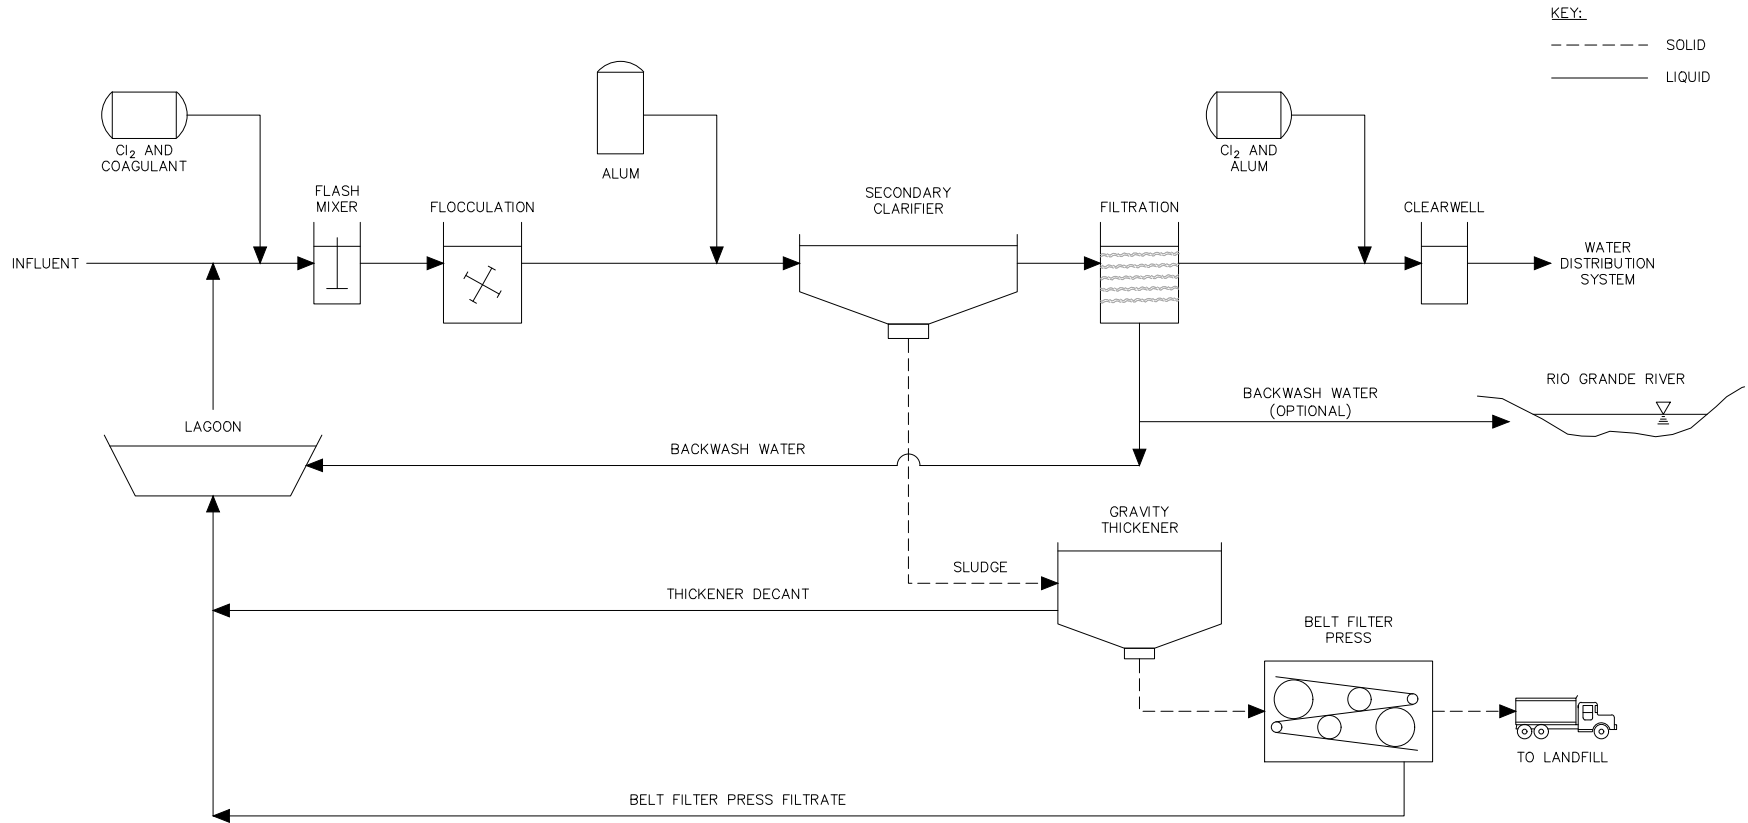 KEY:
SOLID
LIQUID
Cl2 AND
COAGULANT
ALUM
Cl2 AND
ALUM
FLASH
MIXER
FLOCCULATION
SECONDARY
CLARIFIER
FILTRATION
CLEARWELL
INFLUENT
WATER
DISTRIBUTION
SYSTEM
RIO GRANDE RIVER
BACKWASH WATER
(OPTIONAL)
LAGOON
BACKWASH WATER
GRAVITY
THICKENER
SLUDGE
THICKENER DECANT
BELT FILTER
PRESS
TO LANDFILL
BELT FILTER PRESS FILTRATE